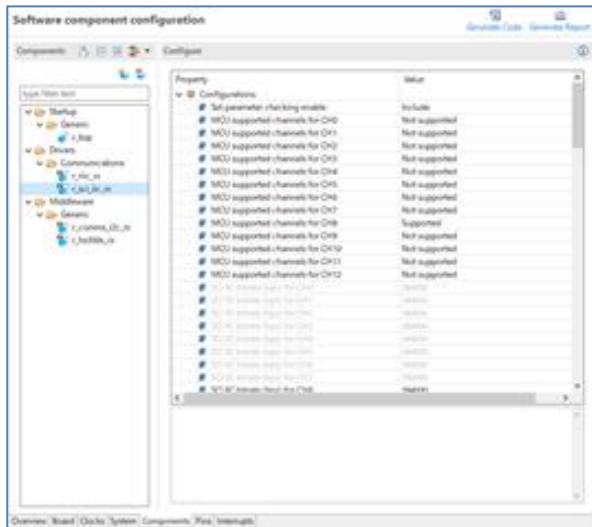 Software component configuration
Generate Code Generate Report
Components
Configure
type filter text
Startup
Generic
r_bsp
Drivers
Communications
r_riic_rx
r_sci_iic_rx
Middleware
Generic
r_comms_i2c_rx
Property Value
Configurations
Set parameter checking enable Include
MCU supported channels for CH0 Not supported
MCU supported channels for CH1 Not supported
MCU supported channels for CH2 Not supported
MCU supported channels for CH3 Not supported
MCU supported channels for CH4 Not supported
MCU supported channels for CH5 Not supported
MCU supported channels for CH6 Not supported
MCU supported channels for CH7 Not supported
MCU supported channels for CH8 Supported
MCU supported channels for CH9 Not supported
MCU supported channels for CH10 Not supported
MCU supported channels for CH11 Not supported
MCU supported channels for CH12 Not supported
Overview Board Clocks System Components Pins Interrupts